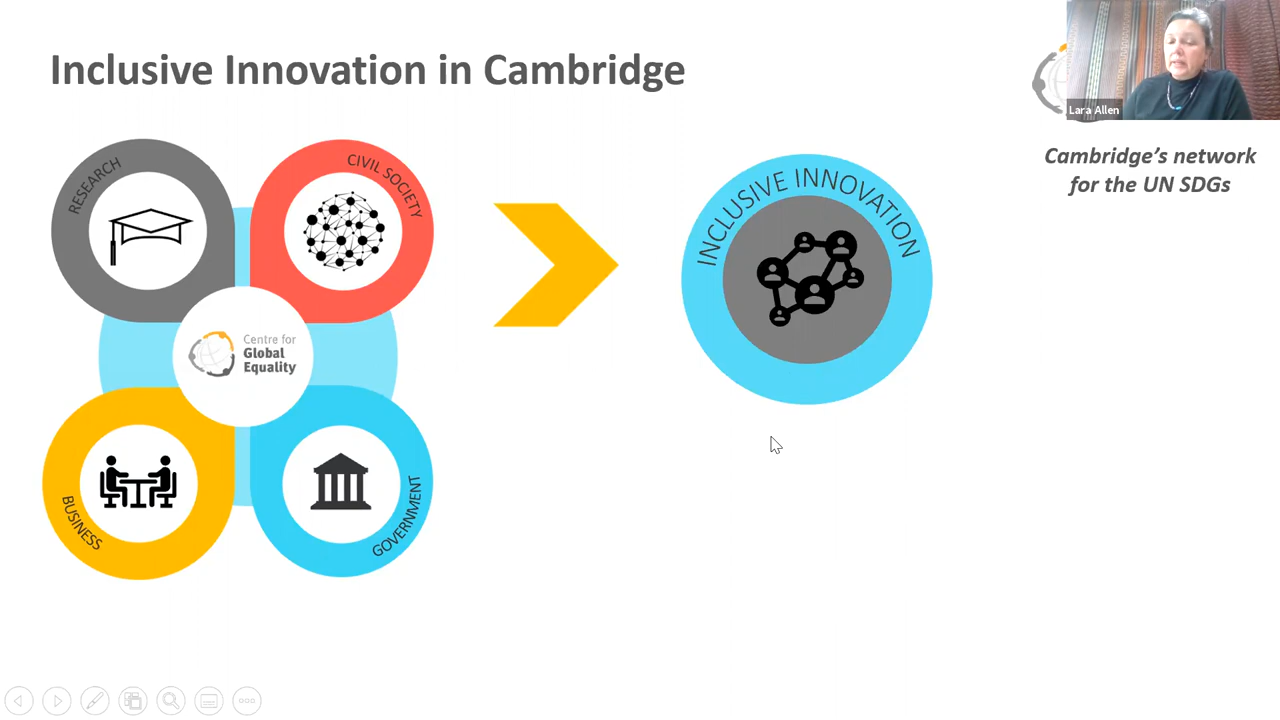 Inclusive Innovation in Cambridge
Lara Allen
Cambridge's network
for the UN SDGs
RESEARCH
CIVIL SOCIETY
INCLUSIVE INNOVATION
Centre for
Global
Equality
BUSINESS
GOVERNMENT